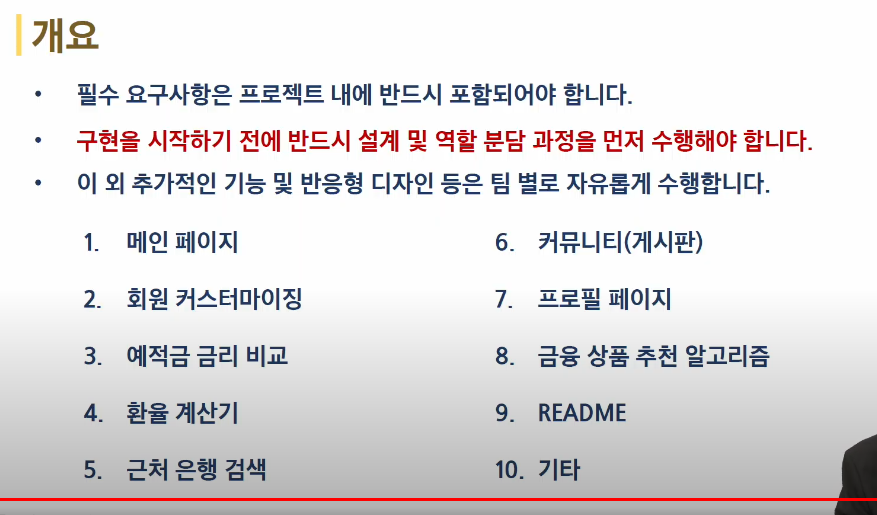 개요
• 필수 요구사항은 프로젝트 내에 반드시 포함되어야 합니다.
• 구현을 시작하기 전에 반드시 설계 및 역할 분담 과정을 먼저 수행해야 합니다.
• 이 외 추가적인 기능 및 반응형 디자인 등은 팀 별로 자유롭게 수행합니다.
1. 메인 페이지
2. 회원 커스터마이징
3. 예적금 금리 비교
4. 환율 계산기
5. 근처 은행 검색
6. 커뮤니티(게시판)
7. 프로필 페이지
8. 금융 상품 추천 알고리즘
9. README
10. 기타